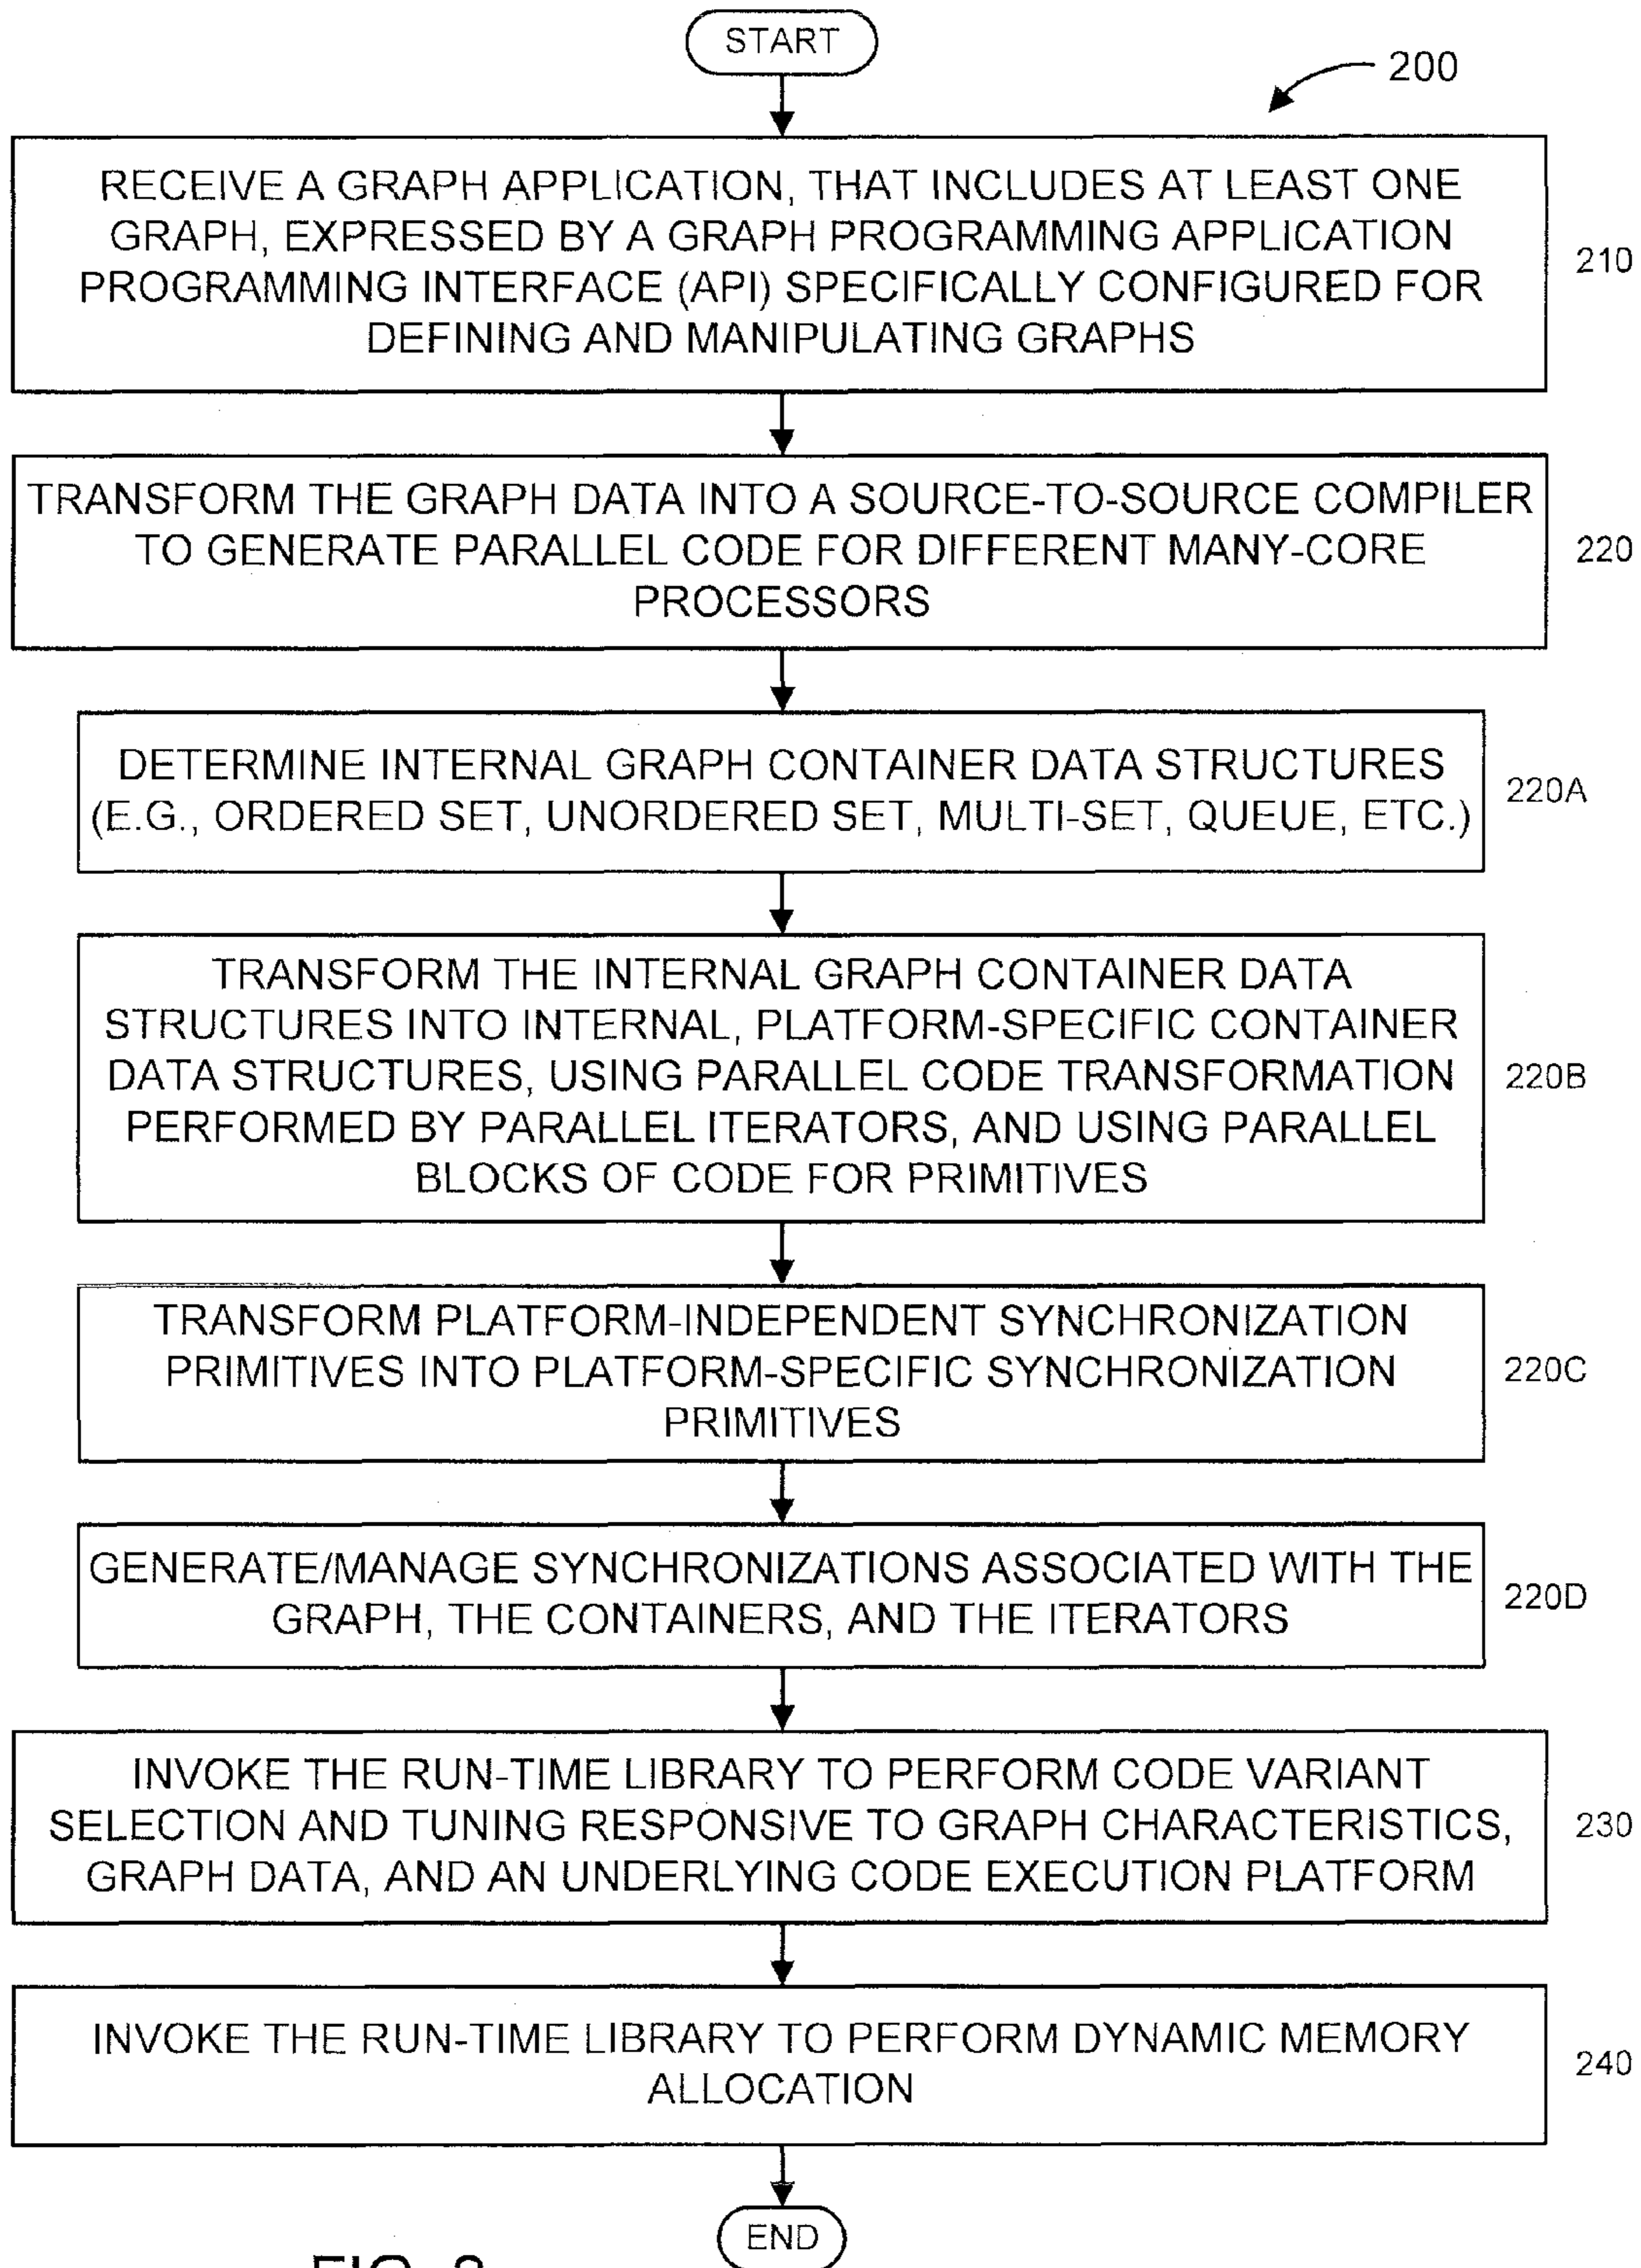 START
200
RECEIVE A GRAPH APPLICATION, THAT INCLUDES AT LEAST ONE
GRAPH, EXPRESSED BY A GRAPH PROGRAMMING APPLICATION
PROGRAMMING INTERFACE (API) SPECIFICALLY CONFIGURED FOR
DEFINING AND MANIPULATING GRAPHS
210
TRANSFORM THE GRAPH DATA INTO A SOURCE-TO-SOURCE COMPILER
TO GENERATE PARALLEL CODE FOR DIFFERENT MANY-CORE
PROCESSORS
220
DETERMINE INTERNAL GRAPH CONTAINER DATA STRUCTURES
(E.G., ORDERED SET, UNORDERED SET, MULTI-SET, QUEUE, ETC.)
220A
TRANSFORM THE INTERNAL GRAPH CONTAINER DATA
STRUCTURES INTO INTERNAL, PLATFORM-SPECIFIC CONTAINER
DATA STRUCTURES, USING PARALLEL CODE TRANSFORMATION
PERFORMED BY PARALLEL ITERATORS, AND USING PARALLEL
BLOCKS OF CODE FOR PRIMITIVES
220B
TRANSFORM PLATFORM-INDEPENDENT SYNCHRONIZATION
PRIMITIVES INTO PLATFORM-SPECIFIC SYNCHRONIZATION
PRIMITIVES
220C
GENERATE/MANAGE SYNCHRONIZATIONS ASSOCIATED WITH THE
GRAPH, THE CONTAINERS, AND THE ITERATORS
220D
INVOKE THE RUN-TIME LIBRARY TO PERFORM CODE VARIANT
SELECTION AND TUNING RESPONSIVE TO GRAPH CHARACTERISTICS,
GRAPH DATA, AND AN UNDERLYING CODE EXECUTION PLATFORM
230
INVOKE THE RUN-TIME LIBRARY TO PERFORM DYNAMIC MEMORY
ALLOCATION
240
END
FIG.